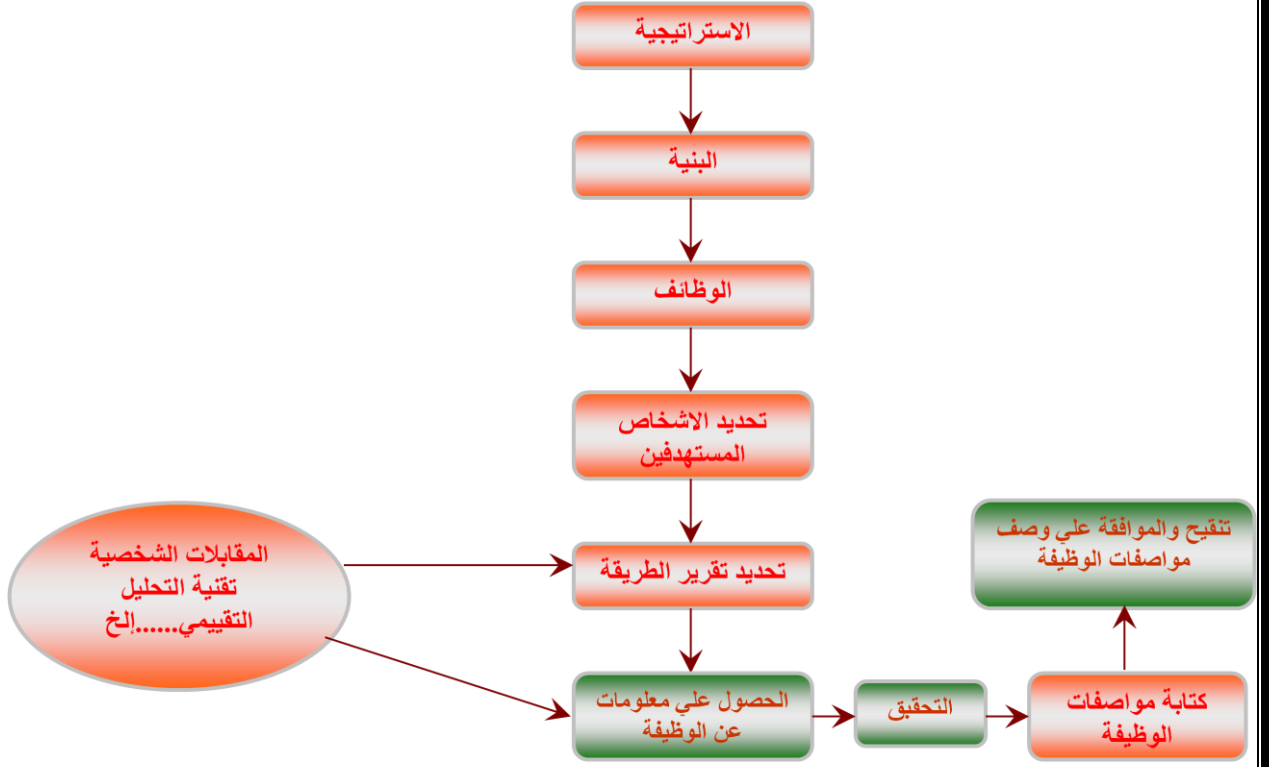 الاستراتيجية
البنية
الوظائف
تحديد الاشخاص
المستهدفين
المقابلات الشخصية
تقنية التحليل
التقييمي......إلخ
تحديد تقرير الطريقة
الحصول علي معلومات
عن الوظيفة
التحقبق
كتابة مواصفات
الوظيفة
تنقيح والموافقة علي وصف
مواصفات الوظيفة